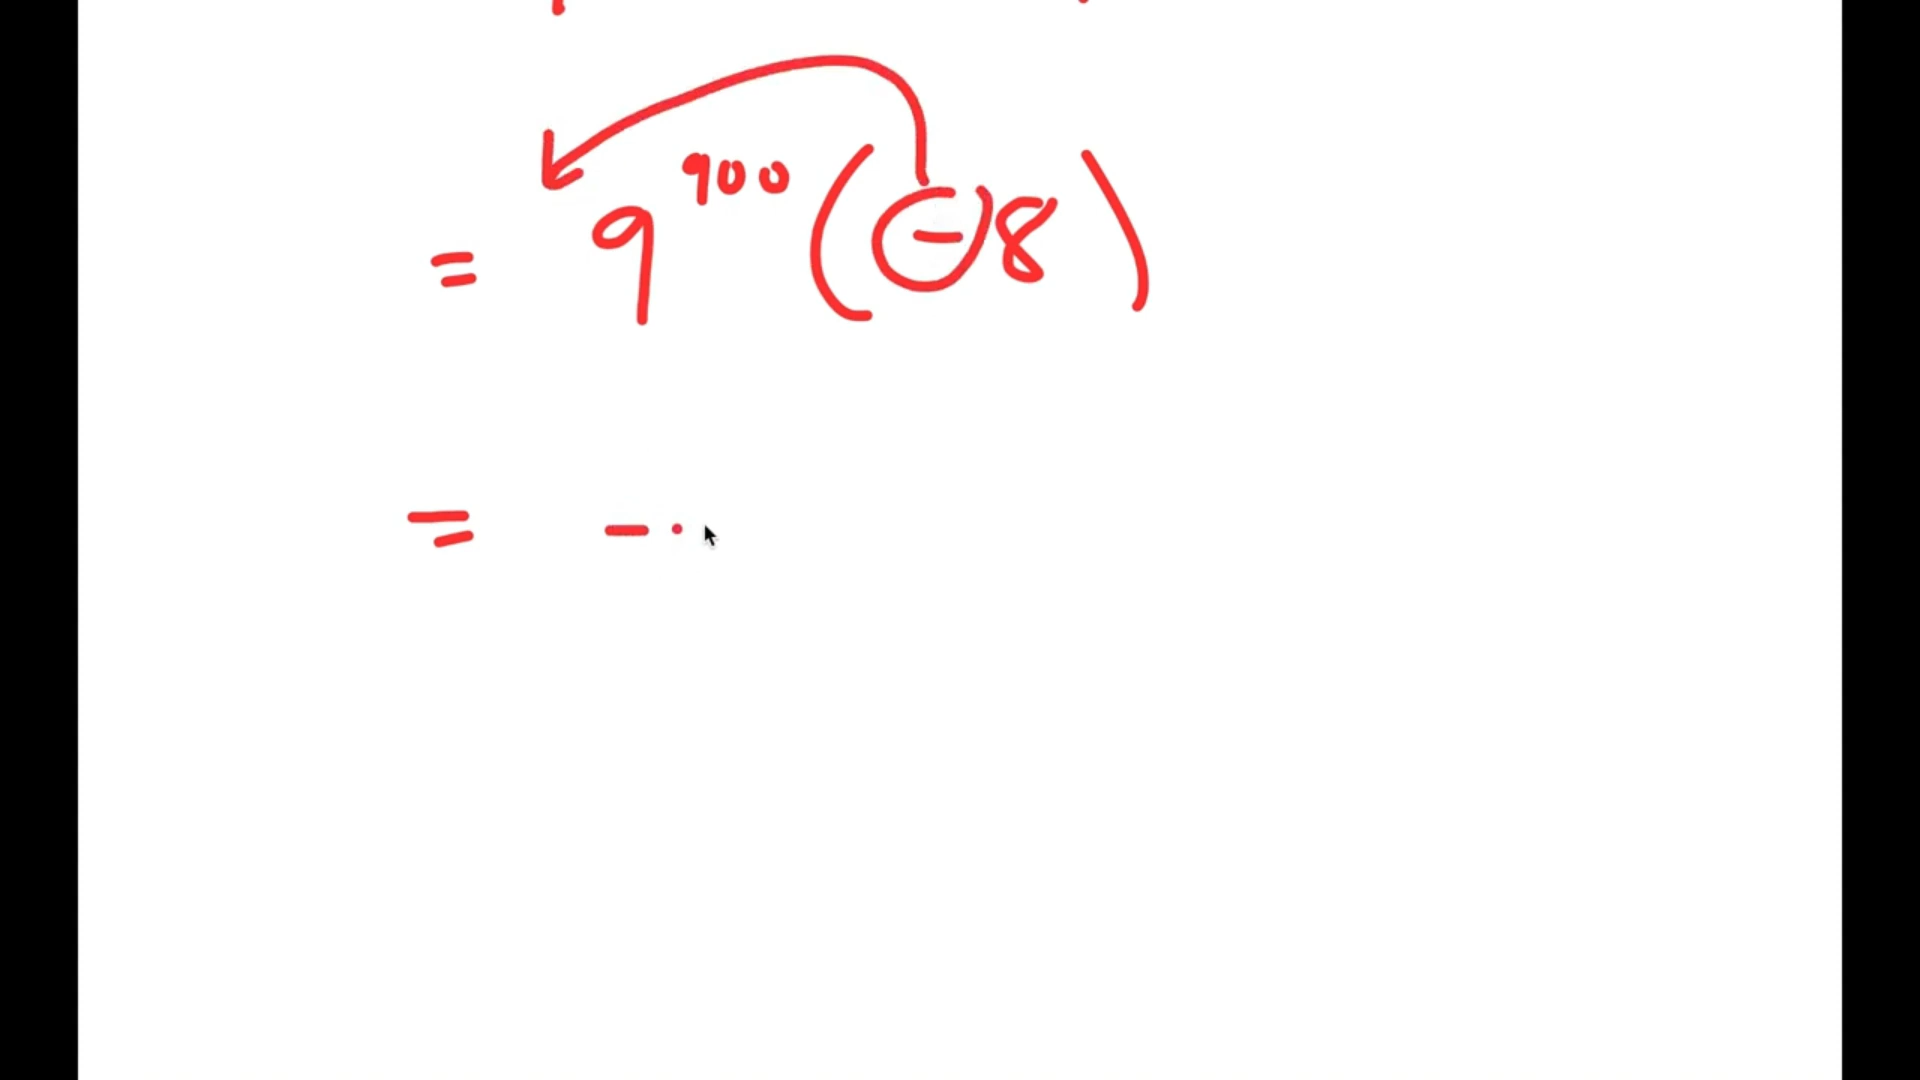 = 9^900 (-8)
= - ·